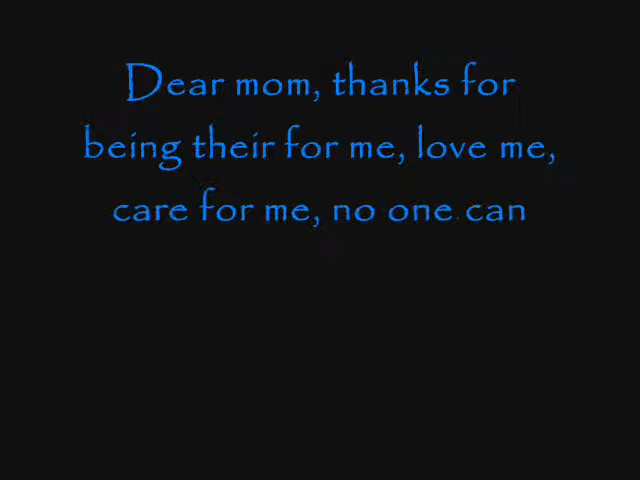 Dear mom, thanks for
being their for me, love me,
care for me, no one can